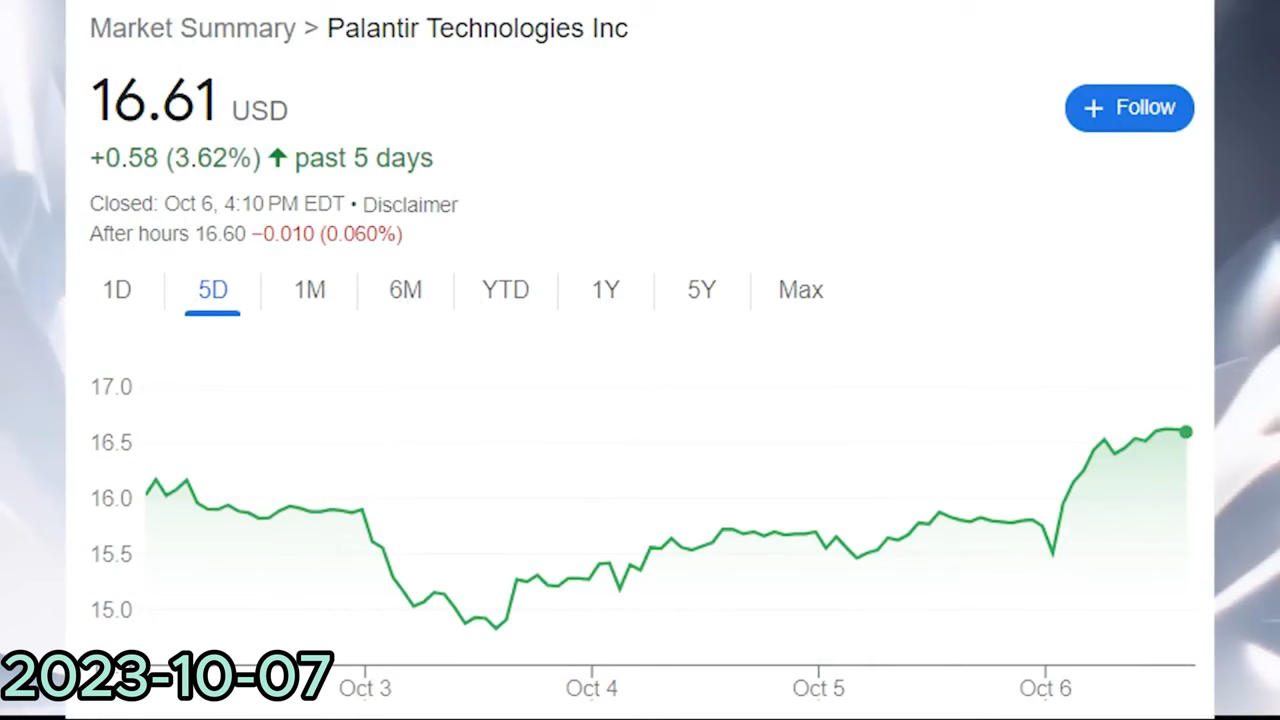 Market Summary > Palantir Technologies Inc
16.61 USD
+ Follow
+0.58 (3.62%) ↑ past 5 days
Closed: Oct 6, 4:10 PM EDT • Disclaimer
After hours 16.60 −0.010 (0.060%)
1D 5D 1M 6M YTD 1Y 5Y Max
17.0
16.5
16.0
15.5
15.0
Oct 3 Oct 4 Oct 5 Oct 6
2023-10-07